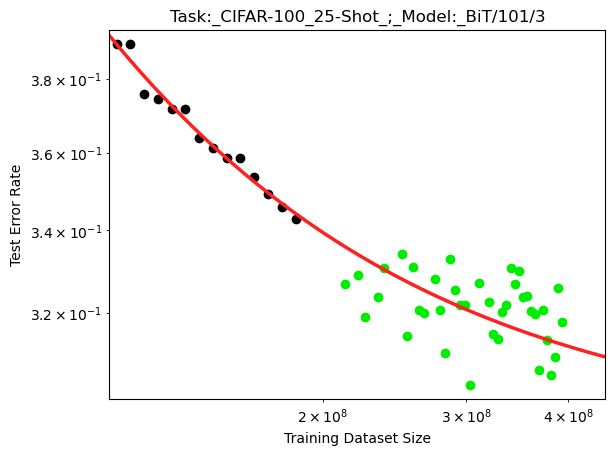 Task:_CIFAR-100_25-Shot_;_Model:_BiT/101/3
3.8 × 10⁻¹
3.6 × 10⁻¹
3.4 × 10⁻¹
3.2 × 10⁻¹
Test Error Rate
2 × 10⁸
3 × 10⁸
4 × 10⁸
Training Dataset Size